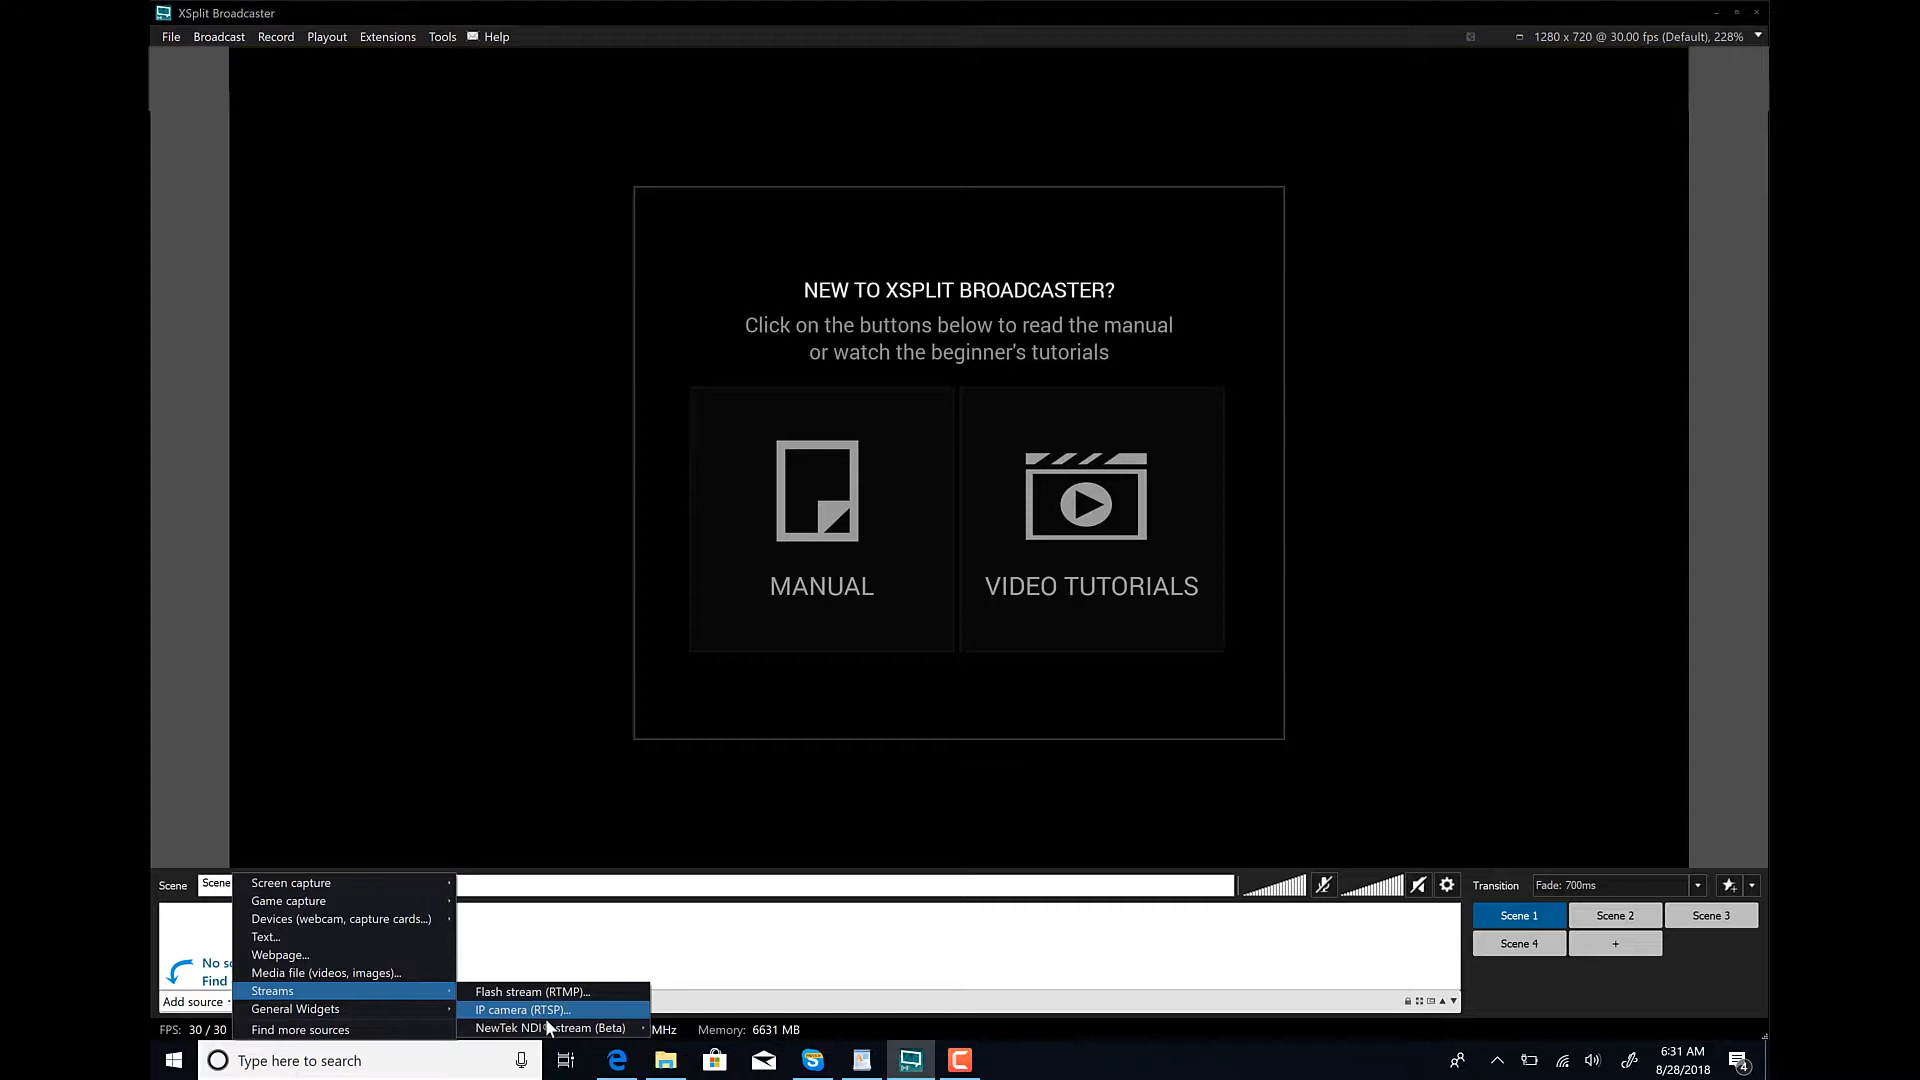 XSplit Broadcaster
File Broadcast Record Playout Extensions Tools Help
1280 x 720 @ 30.00 fps (Default), 228%
NEW TO XSPLIT BROADCASTER?
Click on the buttons below to read the manual
or watch the beginner's tutorials
MANUAL
VIDEO TUTORIALS
Scene
Scene
Screen capture
Game capture
Devices (webcam, capture cards...)
Text...
Webpage...
Media file (videos, images)...
Streams
General Widgets
Find more sources
Flash stream (RTMP)...
IP camera (RTSP)...
NewTek NDI stream (Beta)
No s
Find
Add source
Transition Fade: 700ms
Scene 1 Scene 2 Scene 3
Scene 4 +
FPS: 30 / 30
MHz Memory: 6631 MB
Type here to search
6:31 AM
8/28/2018
4